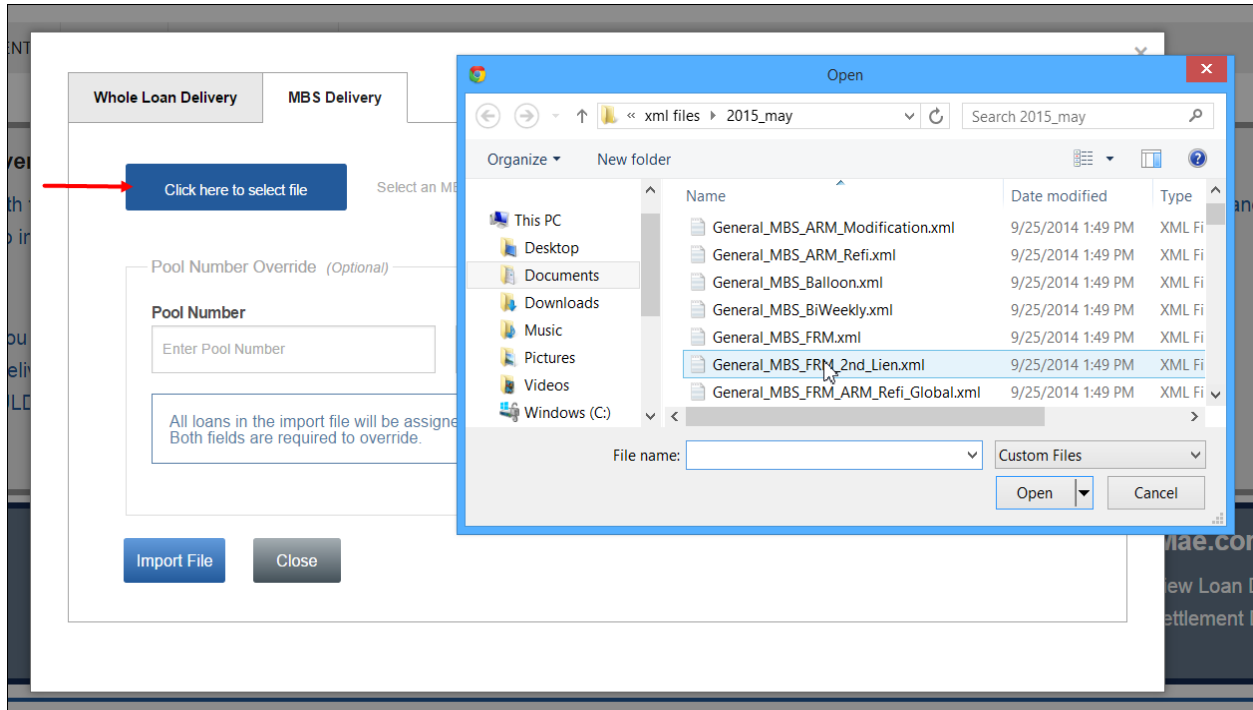 ENT
Whole Loan Delivery
MBS Delivery
Click here to select file
Select an ME
Pool Number Override (Optional)
Pool Number
Enter Pool Number
All loans in the import file will be assigne
Both fields are required to override.
Import File
Close
Open
« xml files 2015_may
Search 2015_may
Organize
New folder
Name Date modified Type
This PC
Desktop
Documents
Downloads
Music
Pictures
Videos
Windows (C:)
General_MBS_ARM_Modification.xml 9/25/2014 1:49 PM XML Fi
General_MBS_ARM_Refi.xml 9/25/2014 1:49 PM XML Fi
General_MBS_Balloon.xml 9/25/2014 1:49 PM XML Fi
General_MBS_BiWeekly.xml 9/25/2014 1:49 PM XML Fi
General_MBS_FRM.xml 9/25/2014 1:49 PM XML Fi
General_MBS_FRM_2nd_Lien.xml 9/25/2014 1:49 PM XML Fi
General_MBS_FRM_ARM_Refi_Global.xml 9/25/2014 1:49 PM XML Fi
File name:
Custom Files
Open
Cancel
Mae.com
iew Loan D
ettlement